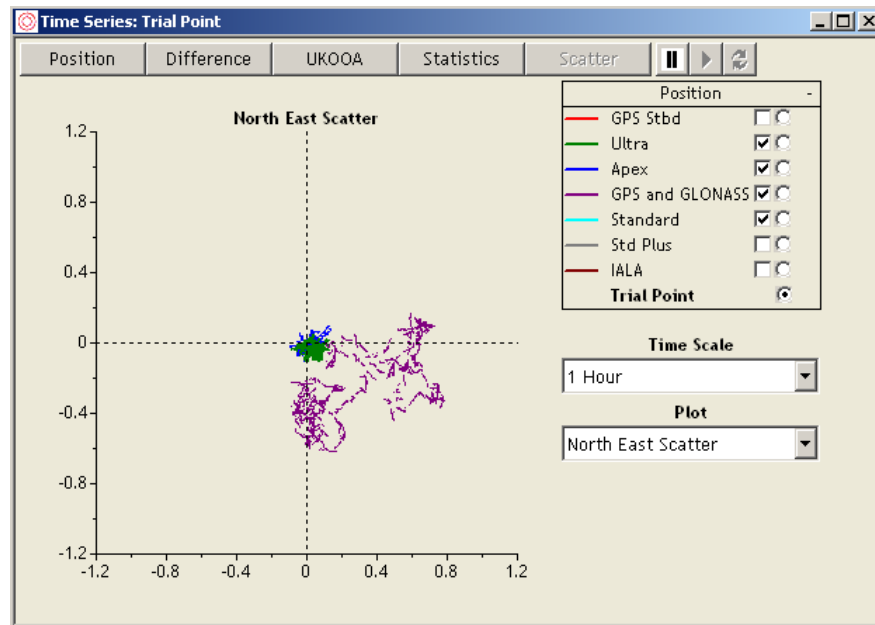 Time Series: Trial Point
Position Difference UKOOA Statistics Scatter
Position -
GPS Stbd
Ultra
Apex
GPS and GLONASS
Standard
Std Plus
IALA
Trial Point
North East Scatter
1.2
0.8
0.4
0
-0.4
-0.8
-1.2
-1.2 -0.8 -0.4 0 0.4 0.8 1.2
Time Scale
1 Hour
Plot
North East Scatter